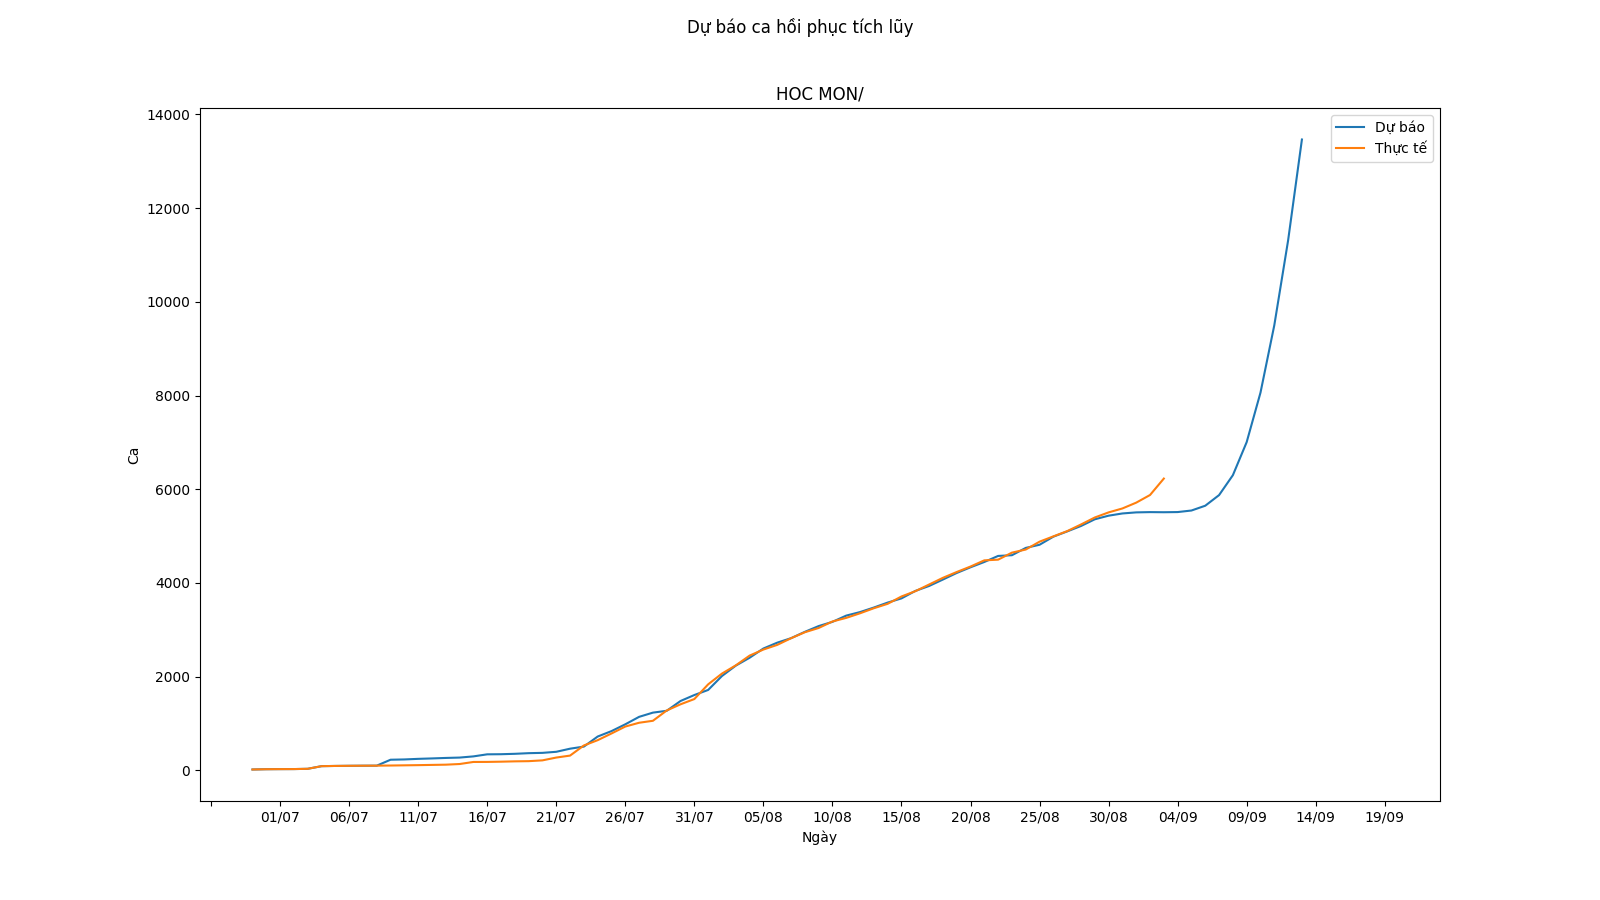 Dự báo ca hồi phục tích lũy
HOC MON/
Dự báo
Thực tế
14000
12000
10000
8000
6000
4000
2000
0
Ca
01/07 06/07 11/07 16/07 21/07 26/07 31/07 05/08 10/08 15/08 20/08 25/08 30/08 04/09 09/09 14/09 19/09
Ngày